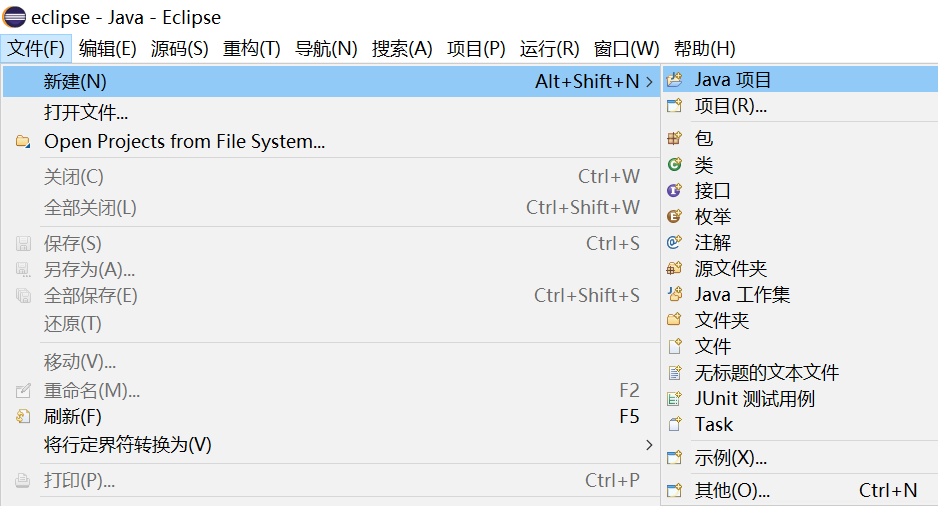 eclipse - Java - Eclipse
文件(F) 编辑(E) 源码(S) 重构(T) 导航(N) 搜索(A) 项目(P) 运行(R) 窗口(W) 帮助(H)
新建(N) Alt+Shift+N
打开文件...
Open Projects from File System...
关闭(C) Ctrl+W
全部关闭(L) Ctrl+Shift+W
保存(S) Ctrl+S
另存为(A)...
全部保存(E) Ctrl+Shift+S
还原(T)
移动(V)...
重命名(M)... F2
刷新(F) F5
将行定界符转换为(V)
打印(P)... Ctrl+P
Java 项目
项目(R)...
包
类
接口
枚举
注解
源文件夹
Java 工作集
文件夹
文件
无标题的文本文件
JUnit 测试用例
Task
示例(X)...
其他(O)... Ctrl+N